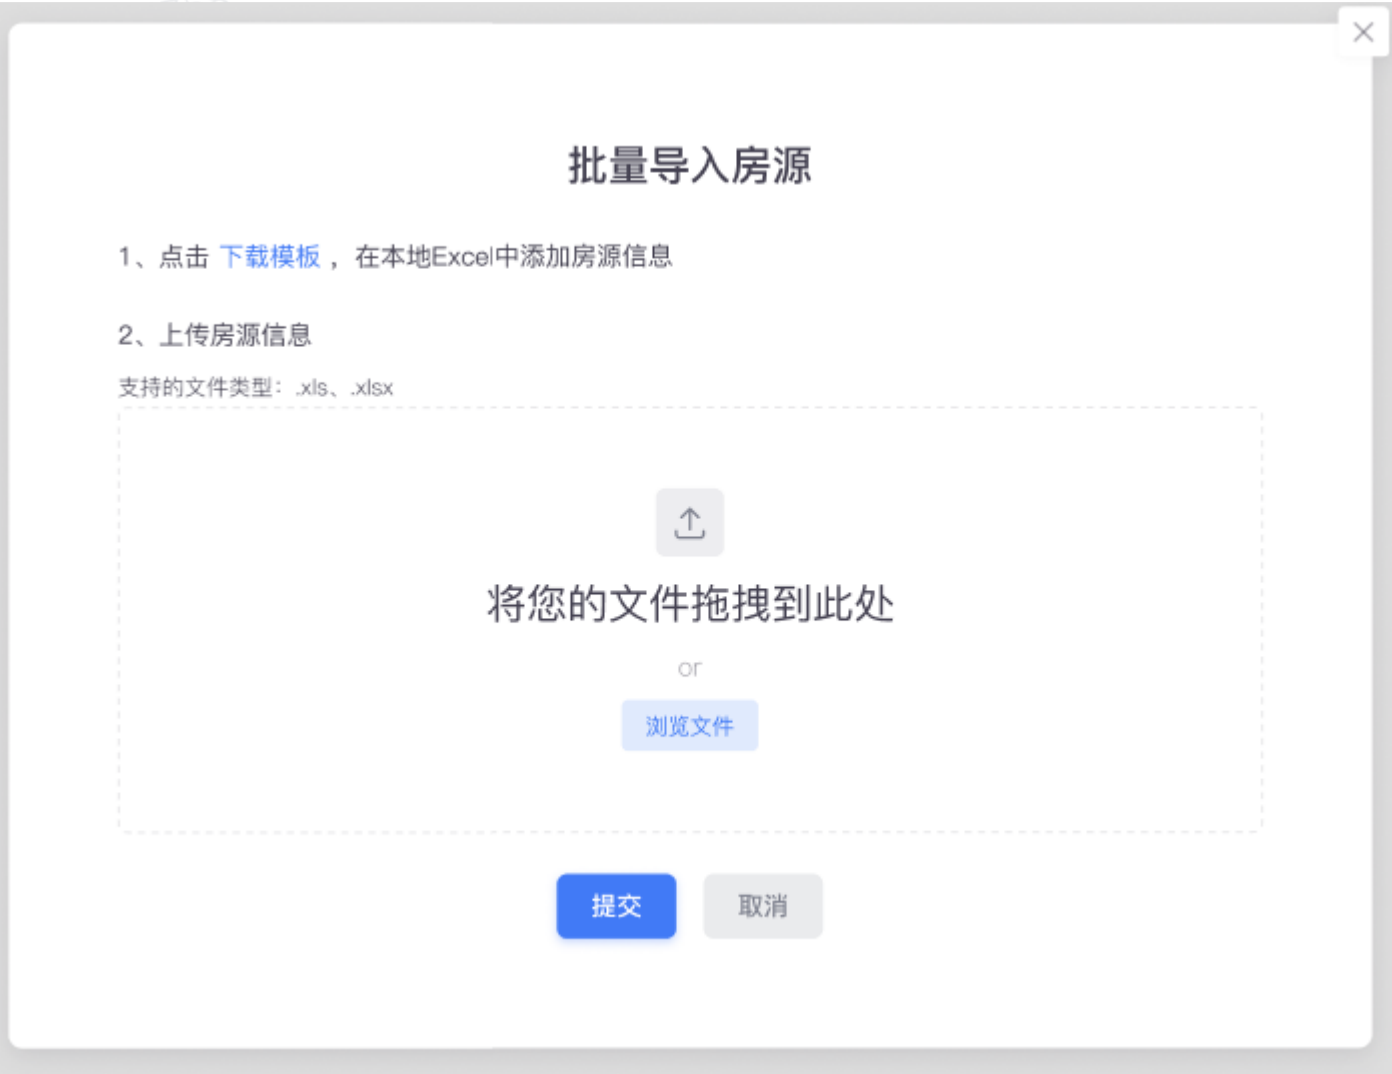 批量导入房源
1、点击 下载模板 ，在本地Excel中添加房源信息
2、上传房源信息
支持的文件类型：.xls、.xlsx
将您的文件拖拽到此处
or
浏览文件
提交 取消